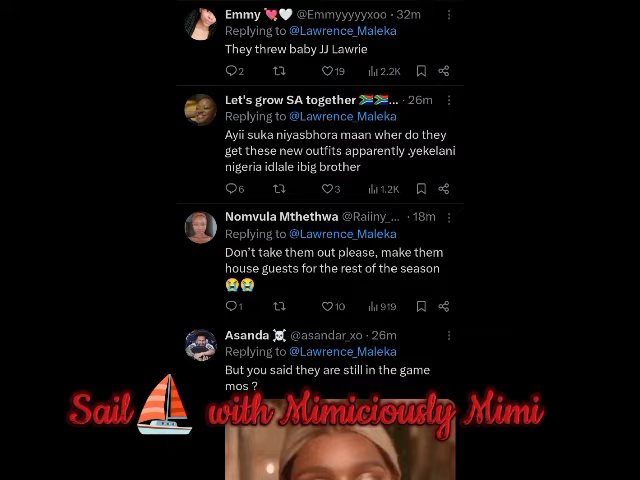 Emmy 💘🤍 @Emmyyyyyxoo · 32m
Replying to @Lawrence_Maleka
They threw baby JJ Lawrie
2 19 2.2K
Let's grow SA together 🇿🇦🇿🇦... · 26m
Replying to @Lawrence_Maleka
Ayii suka niyasbhora maan wher do they
get these new outfits apparently .yekelani
nigeria idlale ibig brother
6 3 1.2K
Nomvula Mthethwa @Raiiny_... · 18m
Replying to @Lawrence_Maleka
Don't take them out please, make them
house guests for the rest of the season
😭😭
1 10 919
Asanda ☠️ @asandar_xo · 26m
Replying to @Lawrence_Maleka
But you said they are still in the game
mos ?
Sail with Mimiciously Mimi